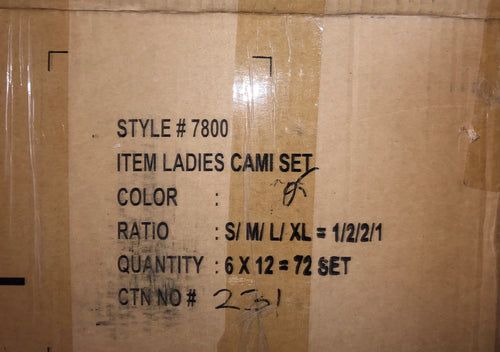 STYLE # 7800
ITEM LADIES CAMI SET
COLOR :
RATIO : S/ M/ L/ XL = 1/2/2/1
QUANTITY : 6 X 12 = 72 SET
CTN NO # 231